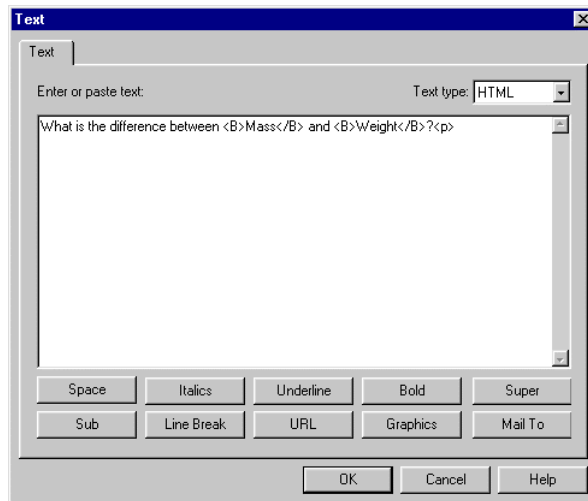 Text
Text
Enter or paste text:
Text type: HTML
What is the difference between <B>Mass</B> and <B>Weight</B>?<p>
Space Italics Underline Bold Super
Sub Line Break URL Graphics Mail To
OK Cancel Help